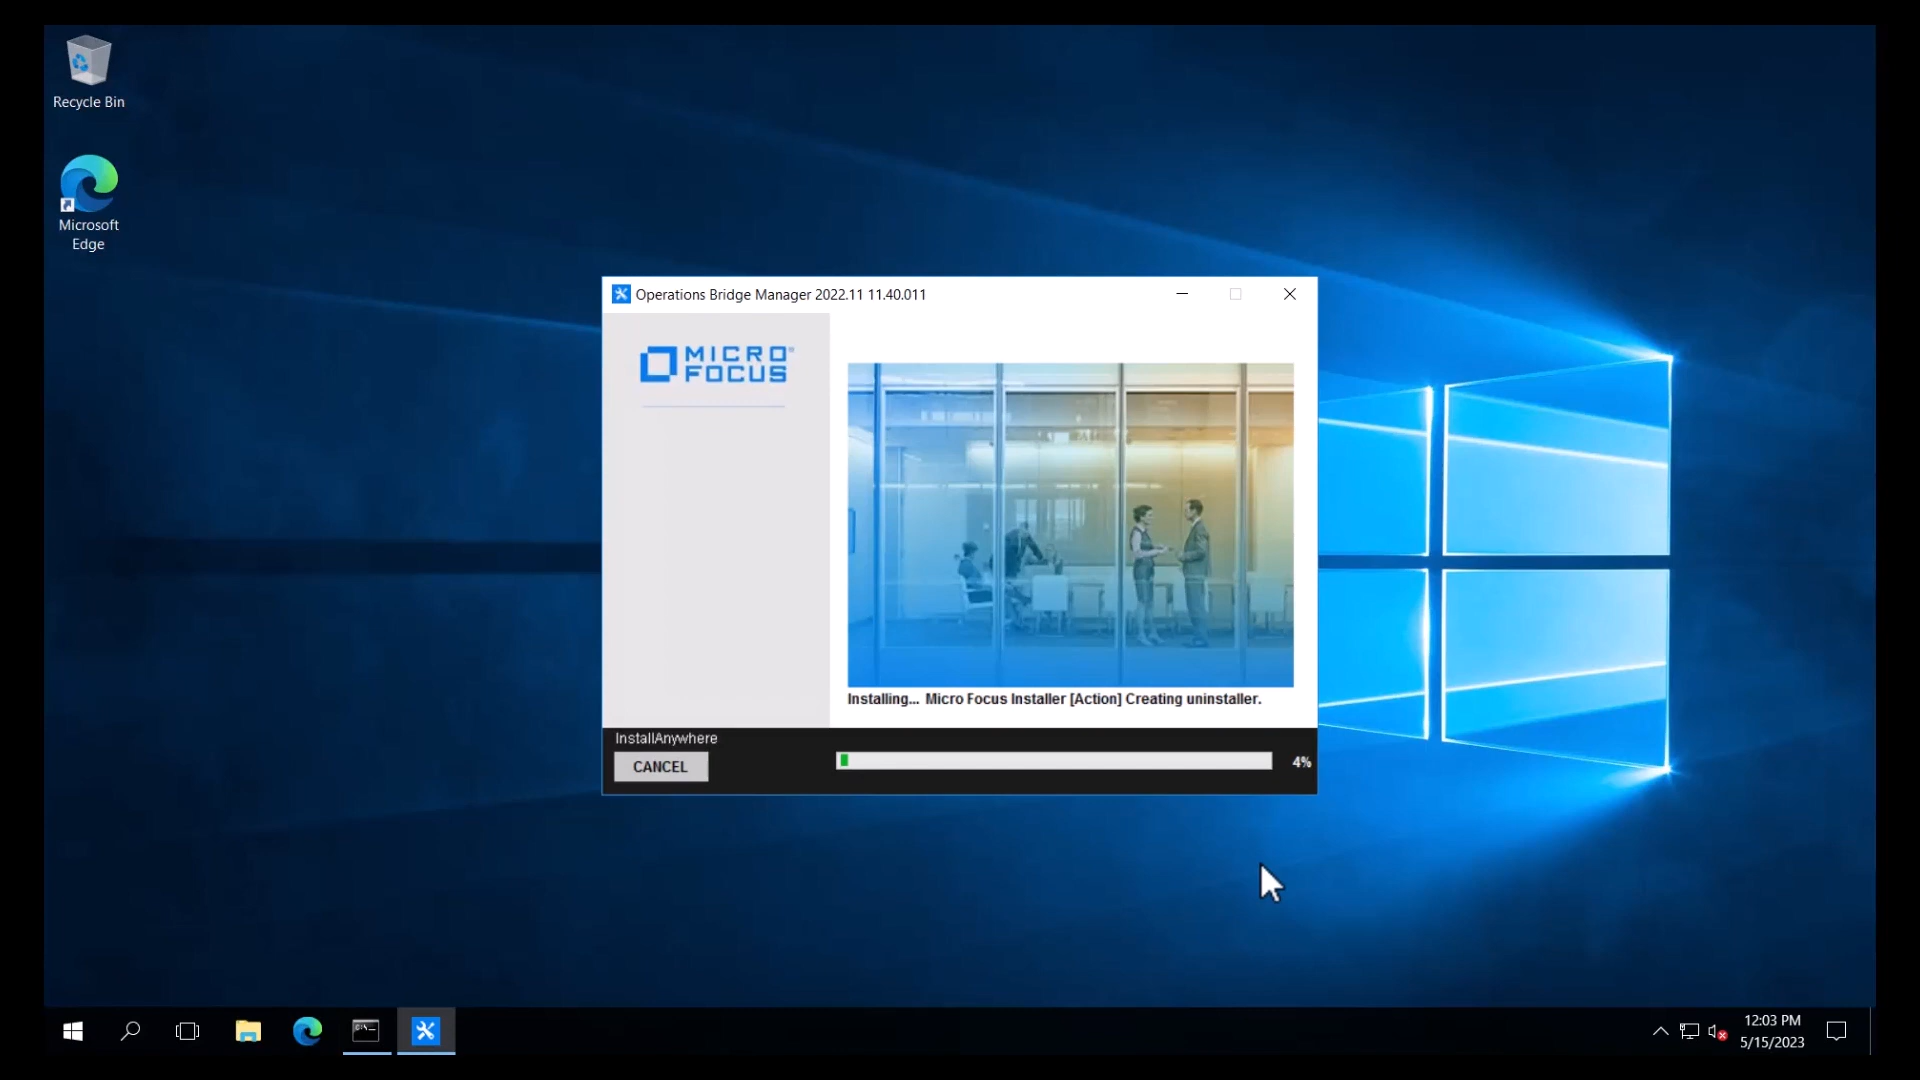 Recycle Bin
Microsoft
Edge
Operations Bridge Manager 2022.11 11.40.011
MICRO
FOCUS
Installing... Micro Focus Installer [Action] Creating uninstaller.
InstallAnywhere
CANCEL
4%
12:03 PM
5/15/2023